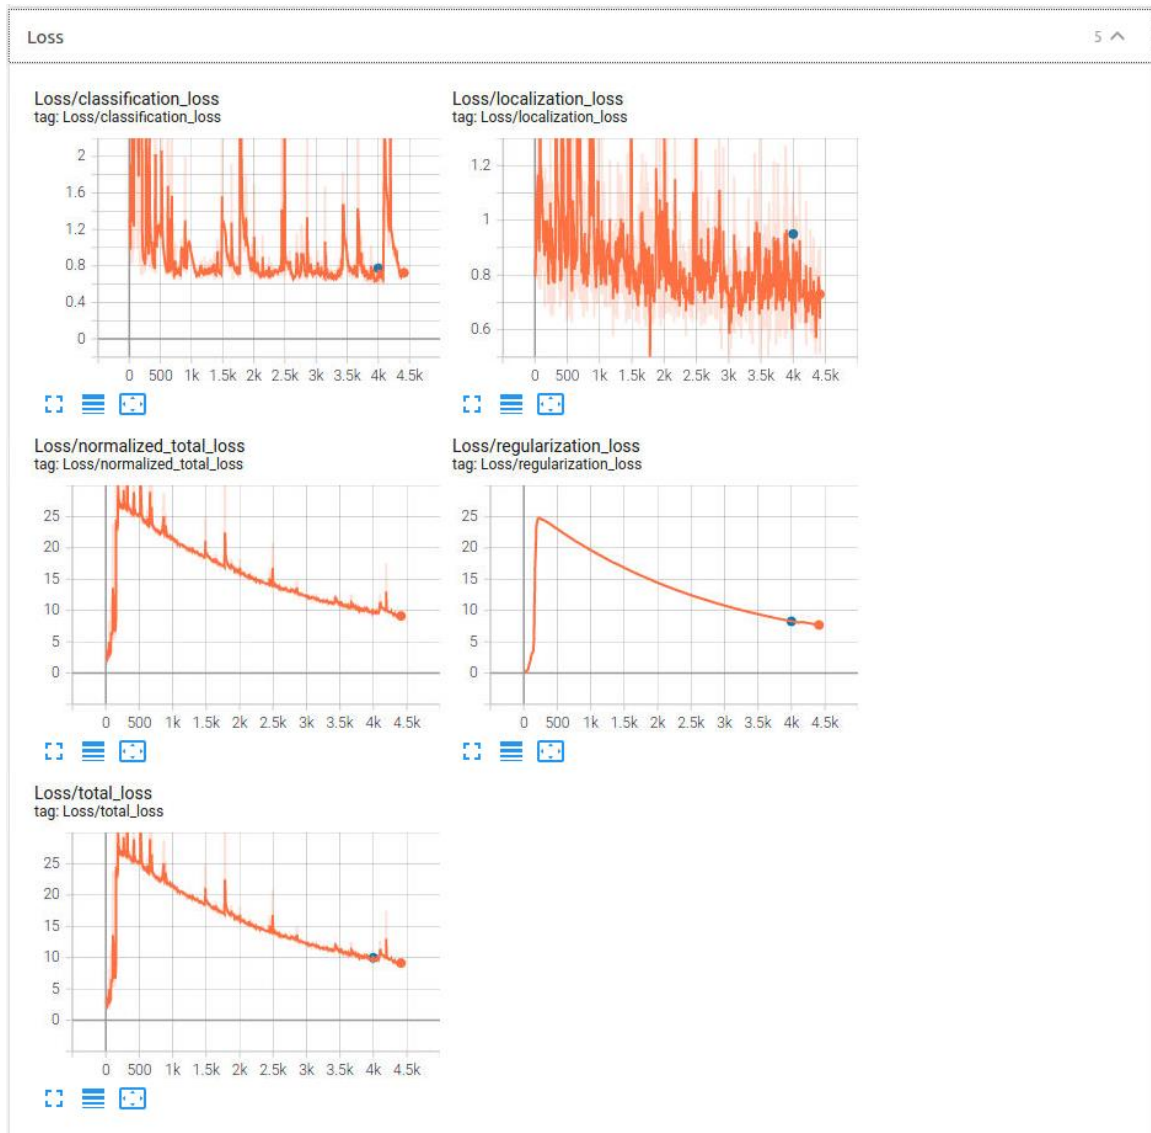 Loss
5
Loss/classification_loss
tag: Loss/classification_loss
2
1.6
1.2
0.8
0.4
0
0 500 1k 1.5k 2k 2.5k 3k 3.5k 4k 4.5k
Loss/localization_loss
tag: Loss/localization_loss
1.2
1
0.8
0.6
0 500 1k 1.5k 2k 2.5k 3k 3.5k 4k 4.5k
Loss/normalized_total_loss
tag: Loss/normalized_total_loss
25
20
15
10
5
0
0 500 1k 1.5k 2k 2.5k 3k 3.5k 4k 4.5k
Loss/regularization_loss
tag: Loss/regularization_loss
25
20
15
10
5
0
0 500 1k 1.5k 2k 2.5k 3k 3.5k 4k 4.5k
Loss/total_loss
tag: Loss/total_loss
25
20
15
10
5
0
0 500 1k 1.5k 2k 2.5k 3k 3.5k 4k 4.5k